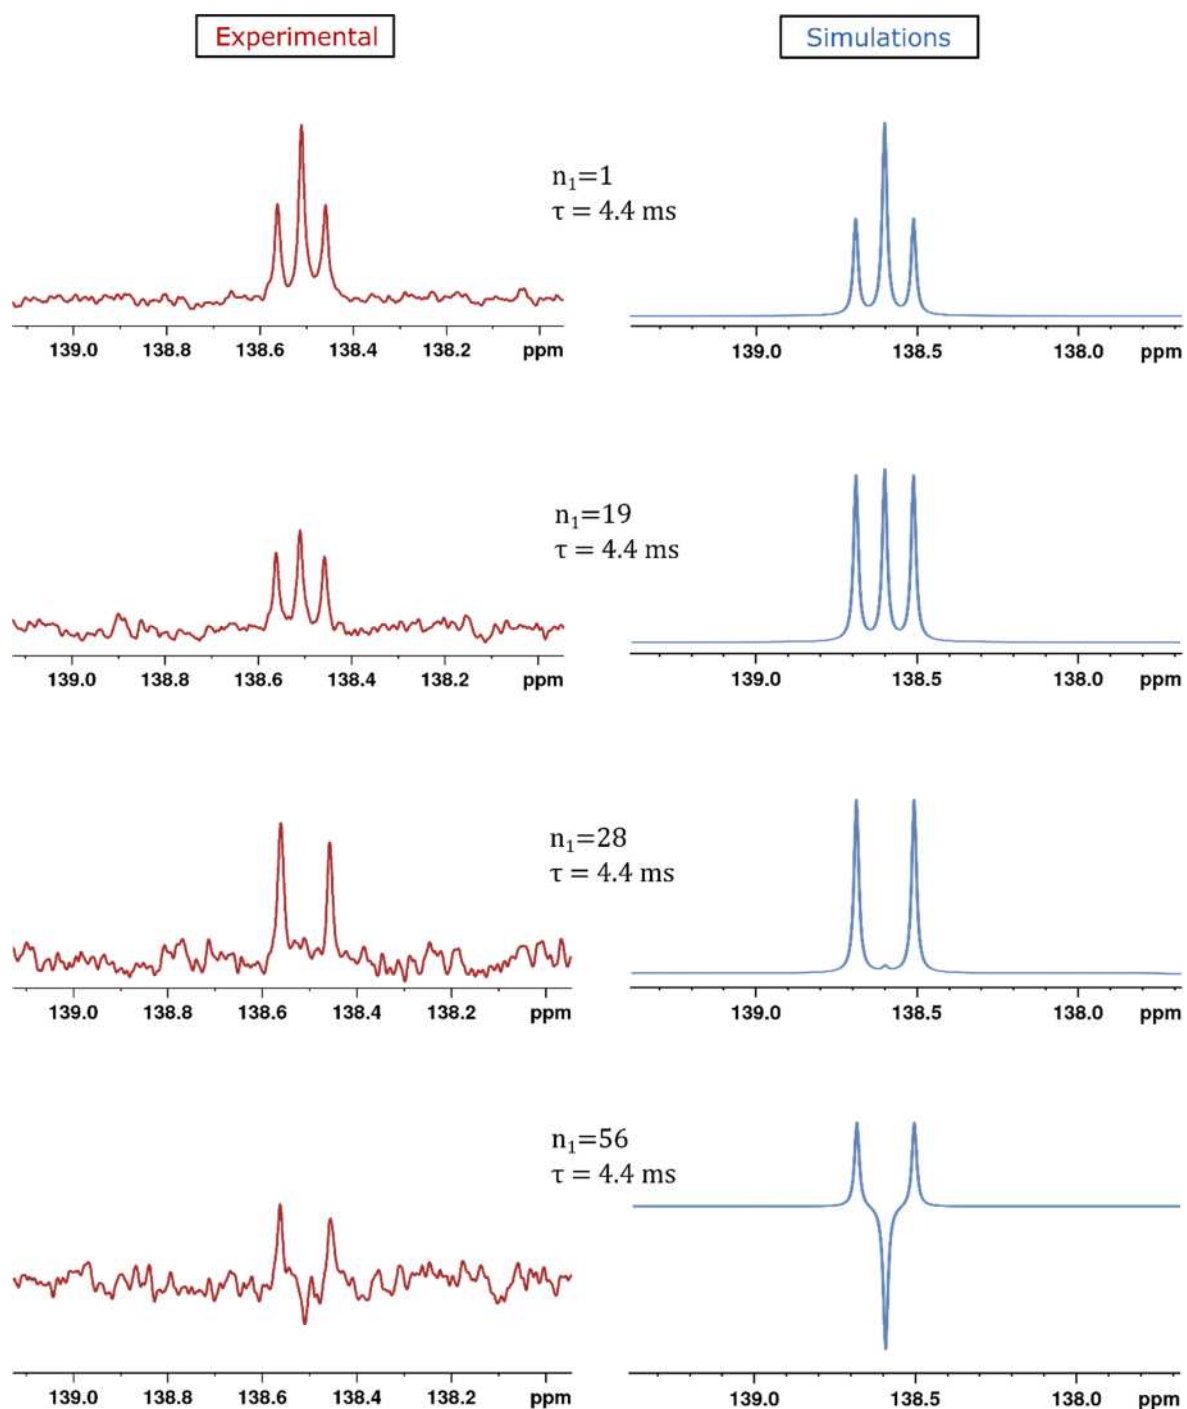 Experimental
Simulations
n₁=1
τ = 4.4 ms
139.0 138.8 138.6 138.4 138.2 ppm
139.0 138.5 138.0 ppm
n₁=19
τ = 4.4 ms
139.0 138.8 138.6 138.4 138.2 ppm
139.0 138.5 138.0 ppm
n₁=28
τ = 4.4 ms
139.0 138.8 138.6 138.4 138.2 ppm
139.0 138.5 138.0 ppm
n₁=56
τ = 4.4 ms
139.0 138.8 138.6 138.4 138.2 ppm
139.0 138.5 138.0 ppm